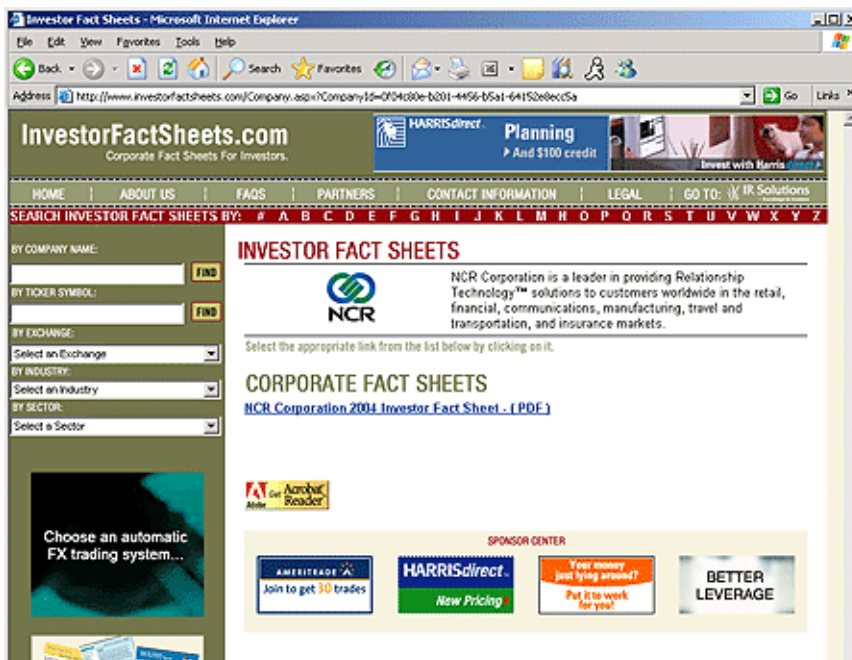 Investor Fact Sheets - Microsoft Internet Explorer
File Edit View Favorites Tools Help
Back Search Favorites
Address http://www.investorfactsheets.com/Company.aspx?CompanyId=0f04c80e-b201-4456-b5a1-64152e8ecc5a Go Links
InvestorFactSheets.com
Corporate Fact Sheets For Investors.
HARRISdirect
Planning
And $100 credit
Invest with Harrisdirect
HOME | ABOUT US | FAQS | PARTNERS | CONTACT INFORMATION | LEGAL | GO TO: IR Solutions
SEARCH INVESTOR FACT SHEETS BY: # A B C D E F G H I J K L M N O P Q R S T U V W X Y Z
BY COMPANY NAME:
FIND
BY TICKER SYMBOL:
FIND
BY EXCHANGE:
Select an Exchange
BY INDUSTRY:
Select an Industry
BY SECTOR:
Select a Sector
Choose an automatic
FX trading system...
INVESTOR FACT SHEETS
NCR
NCR Corporation is a leader in providing Relationship
Technology™ solutions to customers worldwide in the retail,
financial, communications, manufacturing, travel and
transportation, and insurance markets.
Select the appropriate link from the list below by clicking on it.
CORPORATE FACT SHEETS
NCR Corporation 2004 Investor Fact Sheet - ( PDF )
Adobe
Get Acrobat
Reader
SPONSOR CENTER
AMERITRADE
Join to get 30 trades
HARRISdirect
New Pricing
Your money
just lying around?
Put it to work
for you!
BETTER
LEVERAGE